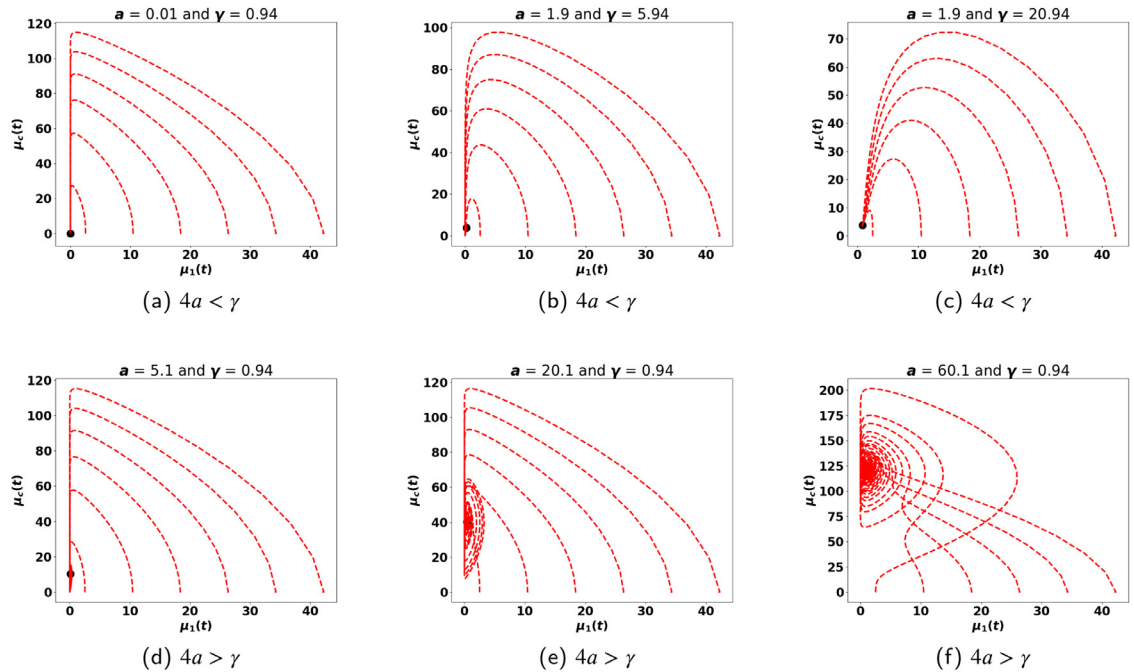 a = 0.01 and γ = 0.94
120
100
80
60
40
20
0
μc(t)
0 10 20 30 40
μ1(t)
(a) 4a < γ
a = 1.9 and γ = 5.94
100
80
60
40
20
0
μc(t)
0 10 20 30 40
μ1(t)
(b) 4a < γ
a = 1.9 and γ = 20.94
70
60
50
40
30
20
10
0
μc(t)
0 10 20 30 40
μ1(t)
(c) 4a < γ
a = 5.1 and γ = 0.94
120
100
80
60
40
20
0
μc(t)
0 10 20 30 40
μ1(t)
(d) 4a > γ
a = 20.1 and γ = 0.94
120
100
80
60
40
20
0
μc(t)
0 10 20 30 40
μ1(t)
(e) 4a > γ
a = 60.1 and γ = 0.94
200
175
150
125
100
75
50
25
0
μc(t)
0 10 20 30 40
μ1(t)
(f) 4a > γ